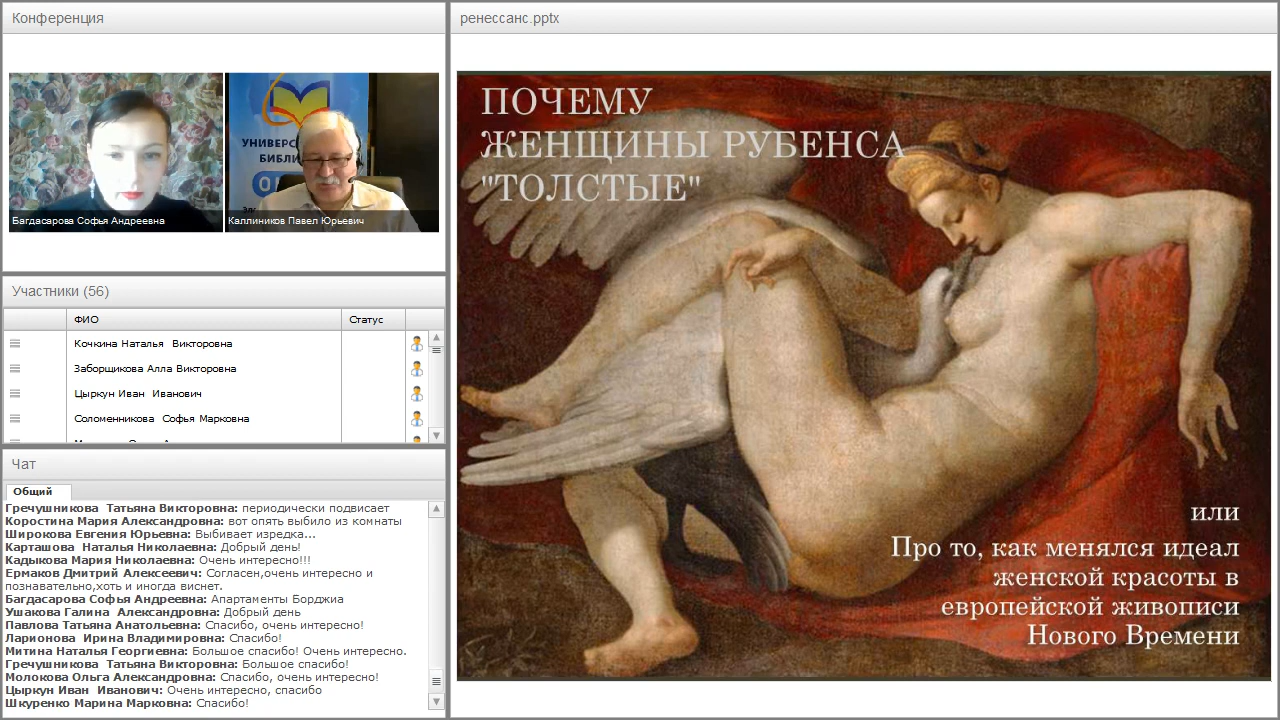 Конференция
УНИВЕРС
БИБЛИ
Багдасарова Софья Андреевна
Каллиников Павел Юрьевич
Участники (56)
ФИО Статус
Кочкина Наталья Викторовна
Заборщикова Алла Викторовна
Цыркун Иван Иванович
Соломенникова Софья Марковна
Чат
Общий
Гречушникова Татьяна Викторовна: периодически подвисает
Коростина Мария Александровна: вот опять выбило из комнаты
Широкова Евгения Юрьевна: Выбивает изредка...
Карташова Наталья Николаевна: Добрый день!
Кадыкова Мария Николаевна: Очень интересно!!!
Ермаков Дмитрий Алексеевич: Согласен,очень интересно и
познавательно,хоть и иногда виснет.
Багдасарова Софья Андреевна: Апартаменты Борджиа
Ушакова Галина Александровна: Добрый день
Павлова Татьяна Анатольевна: Спасибо, очень интересно!
Ларионова Ирина Владимировна: Спасибо!
Митина Наталья Георгиевна: Большое спасибо! Очень интересно.
Гречушникова Татьяна Викторовна: Большое спасибо!
Молокова Ольга Александровна: Спасибо, очень интересно!
Цыркун Иван Иванович: Очень интересно, спасибо
Шкуренко Марина Марковна: Спасибо!
ренессанс.pptx
ПОЧЕМУ
ЖЕНЩИНЫ РУБЕНСА
"ТОЛСТЫЕ"
или
Про то, как менялся идеал
женской красоты в
европейской живописи
Нового Времени